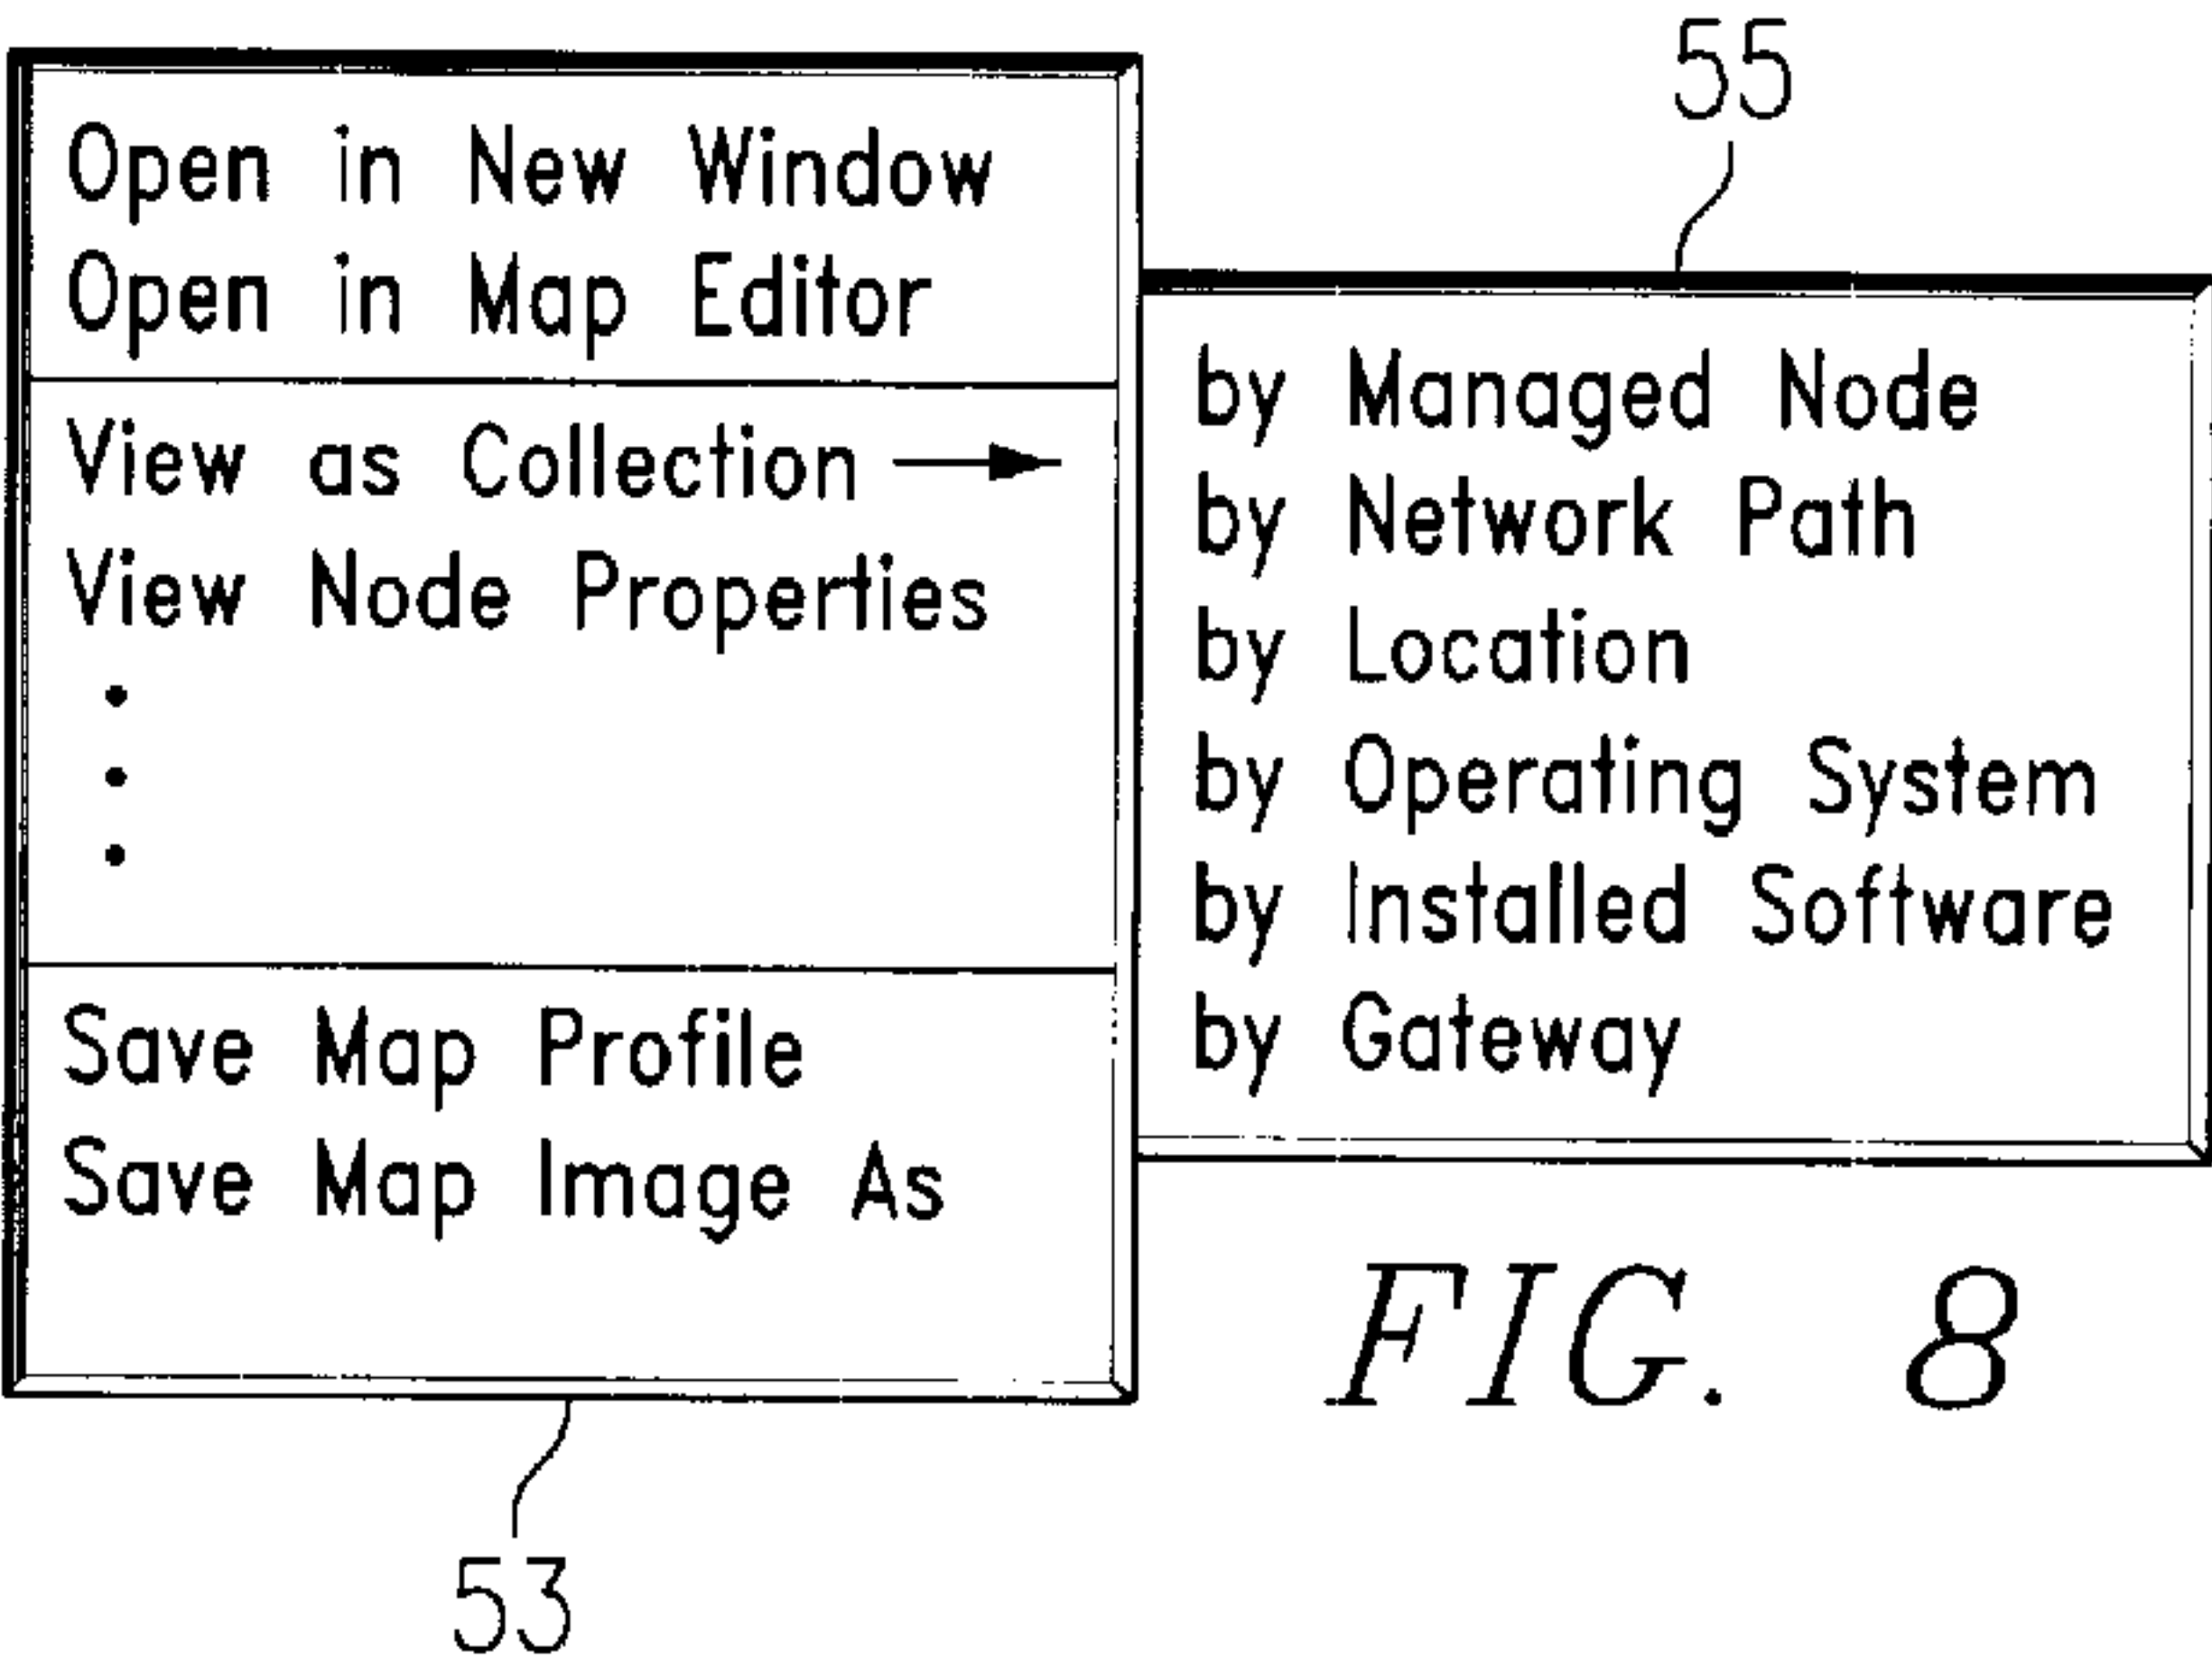 Open in New Window
Open in Map Editor
View as Collection
View Node Properties
Save Map Profile
Save Map Image As
53
55
by Managed Node
by Network Path
by Location
by Operating System
by Installed Software
by Gateway
FIG. 8